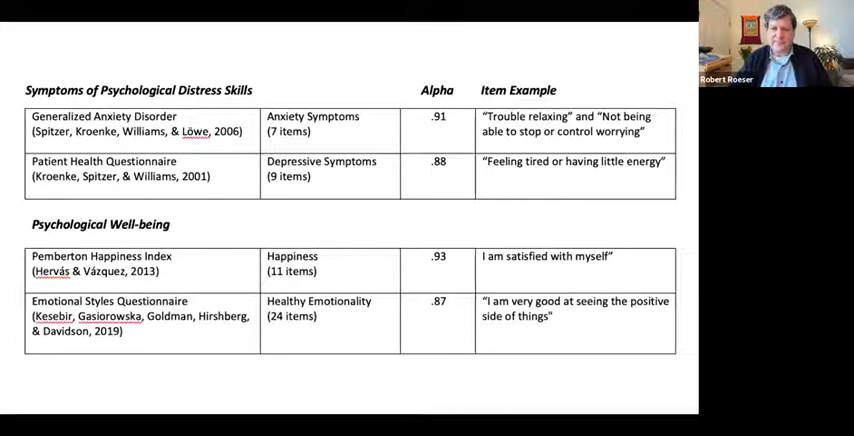 Robert Roeser
Symptoms of Psychological Distress Skills Alpha Item Example
Generalized Anxiety Disorder
(Spitzer, Kroenke, Williams, & Löwe, 2006)
Anxiety Symptoms
(7 items)
.91
“Trouble relaxing” and “Not being
able to stop or control worrying”
Patient Health Questionnaire
(Kroenke, Spitzer, & Williams, 2001)
Depressive Symptoms
(9 items)
.88
“Feeling tired or having little energy”
Psychological Well-being
Pemberton Happiness Index
(Hervás & Vázquez, 2013)
Happiness
(11 items)
.93
I am satisfied with myself”
Emotional Styles Questionnaire
(Kesebir, Gasiorowska, Goldman, Hirshberg,
& Davidson, 2019)
Healthy Emotionality
(24 items)
.87
“I am very good at seeing the positive
side of things"